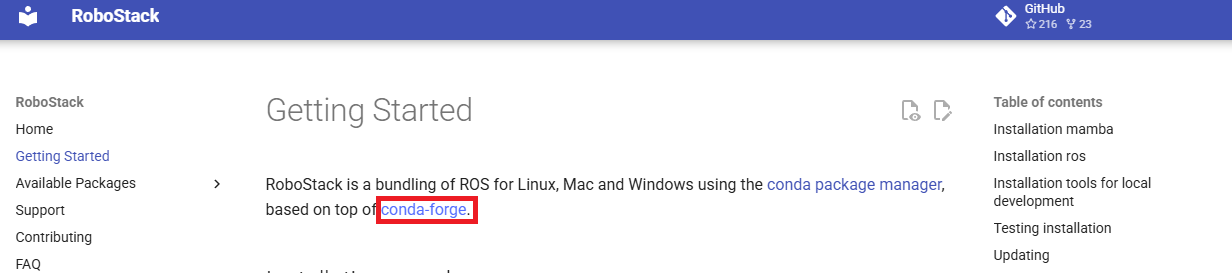 RoboStack
GitHub
216 23
RoboStack
Home
Getting Started
Available Packages
Support
Contributing
FAQ
Getting Started
RoboStack is a bundling of ROS for Linux, Mac and Windows using the conda package manager,
based on top of conda-forge.
Table of contents
Installation mamba
Installation ros
Installation tools for local
development
Testing installation
Updating